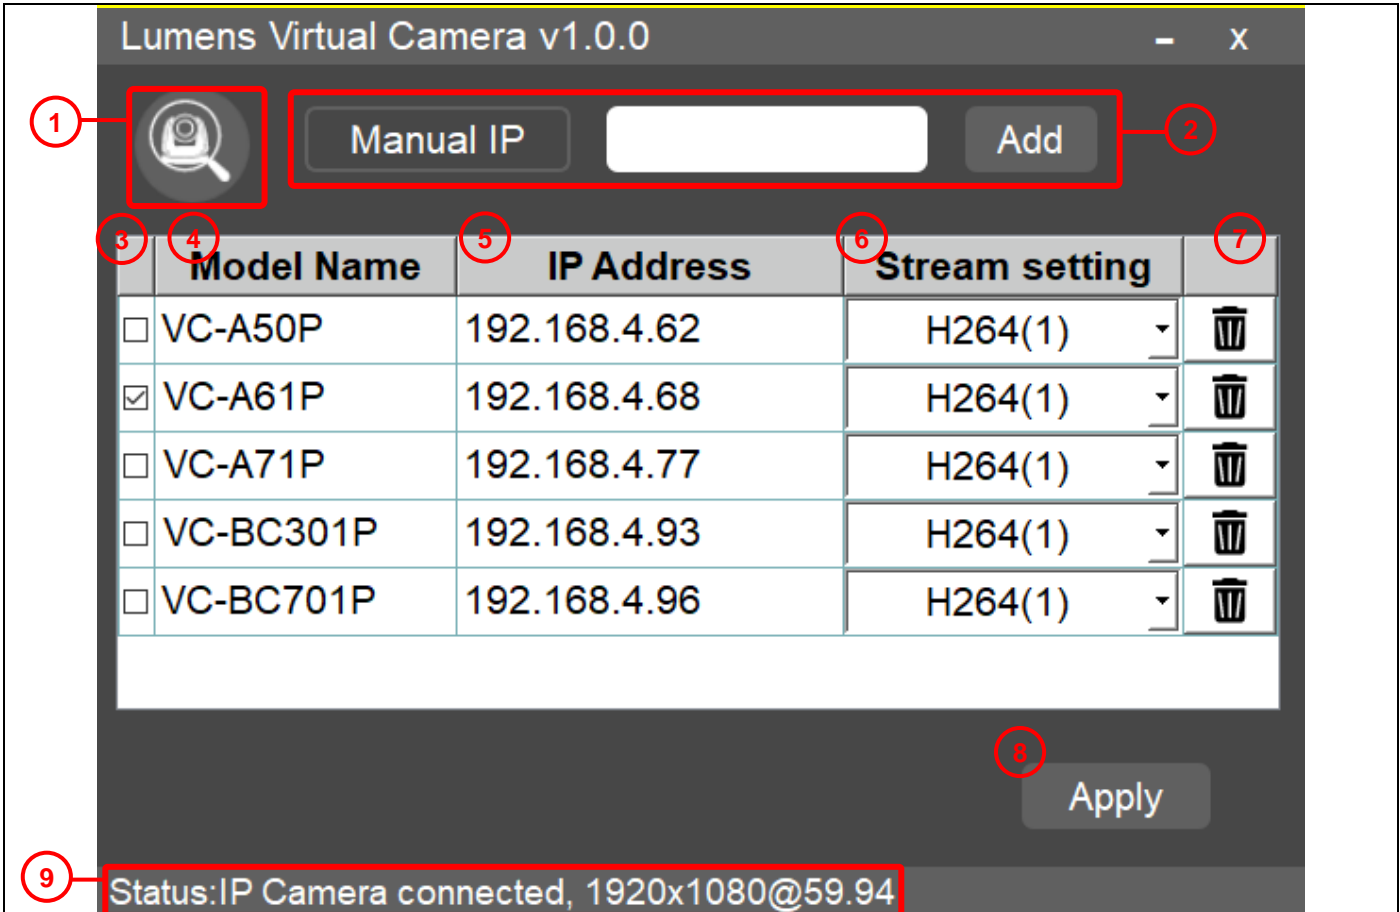 Lumens Virtual Camera v1.0.0 - x
1 Manual IP Add 2
3 4 5 6 7
Model Name IP Address Stream setting
VC-A50P 192.168.4.62 H264(1)
VC-A61P 192.168.4.68 H264(1)
VC-A71P 192.168.4.77 H264(1)
VC-BC301P 192.168.4.93 H264(1)
VC-BC701P 192.168.4.96 H264(1)
8
Apply
9 Status:IP Camera connected, 1920x1080@59.94